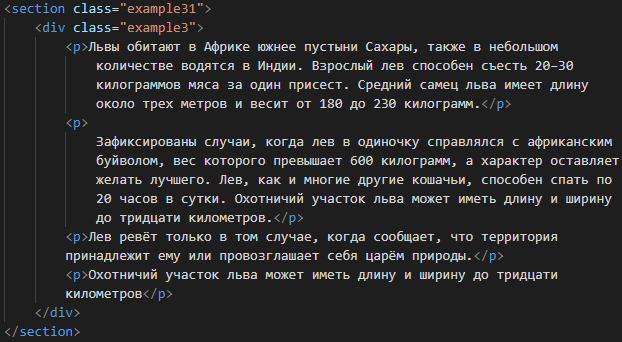 <section class="example31">
<div class="example3">
<p>Львы обитают в Африке южнее пустыни Сахары, также в небольшом
количестве водятся в Индии. Взрослый лев способен съесть 20–30
килограммов мяса за один присест. Средний самец льва имеет длину
около трех метров и весит от 180 до 230 килограмм.</p>
<p>
Зафиксированы случаи, когда лев в одиночку справлялся с африканским
буйволом, вес которого превышает 600 килограмм, а характер оставляет
желать лучшего. Лев, как и многие другие кошачьи, способен спать по
20 часов в сутки. Охотничий участок льва может иметь длину и ширину
до тридцати километров.</p>
<p>Лев ревёт только в том случае, когда сообщает, что территория
принадлежит ему или провозглашает себя царём природы.</p>
<p>Охотничий участок льва может иметь длину и ширину до тридцати
километров</p>
</div>
</section>